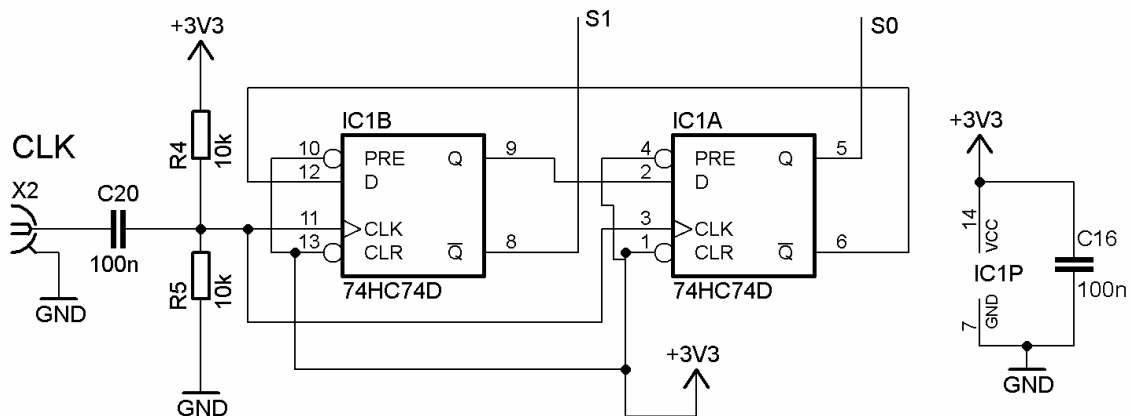 S1
S0
+3V3
IC1B
IC1A
+3V3
CLK
R4
10k
10
PRE
Q
9
4
PRE
Q
5
12
D
2
D
X2
C20
11
CLK
3
CLK
14
VCC
100n
13
CLR
Q
8
1
CLR
Q
6
C16
IC1P
100n
R5
10k
74HC74D
74HC74D
GND
7
GND
+3V3
GND
GND